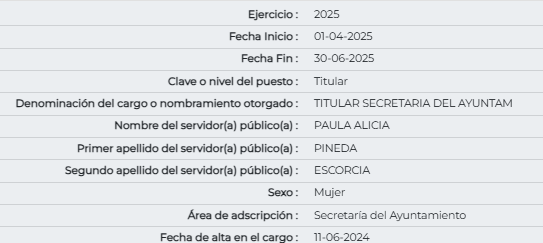 Ejercicio : 2025
Fecha Inicio : 01-04-2025
Fecha Fin : 30-06-2025
Clave o nivel del puesto : Titular
Denominación del cargo o nombramiento otorgado : TITULAR SECRETARIA DEL AYUNTAM
Nombre del servidor(a) público(a) : PAULA ALICIA
Primer apellido del servidor(a) público(a) : PINEDA
Segundo apellido del servidor(a) público(a) : ESCORCIA
Sexo : Mujer
Área de adscripción : Secretaría del Ayuntamiento
Fecha de alta en el cargo : 11-06-2024